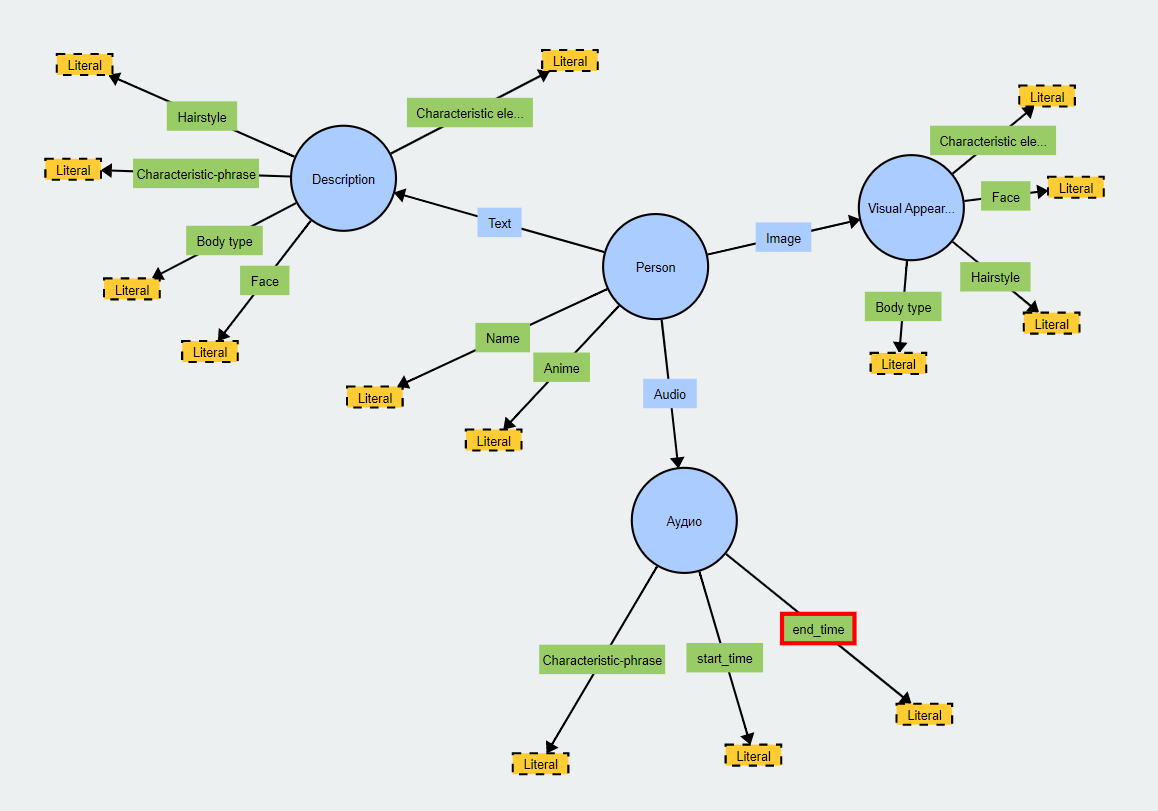 Literal
Literal
Hairstyle
Characteristic ele...
Literal
Characteristic ele...
Literal
Characteristic-phrase
Description
Literal
Face
Visual Appear...
Text
Image
Body type
Person
Face
Hairstyle
Literal
Body type
Literal
Name
Literal
Literal
Anime
Audio
Literal
Literal
Аудио
end_time
Characteristic-phrase
start_time
Literal
Literal
Literal